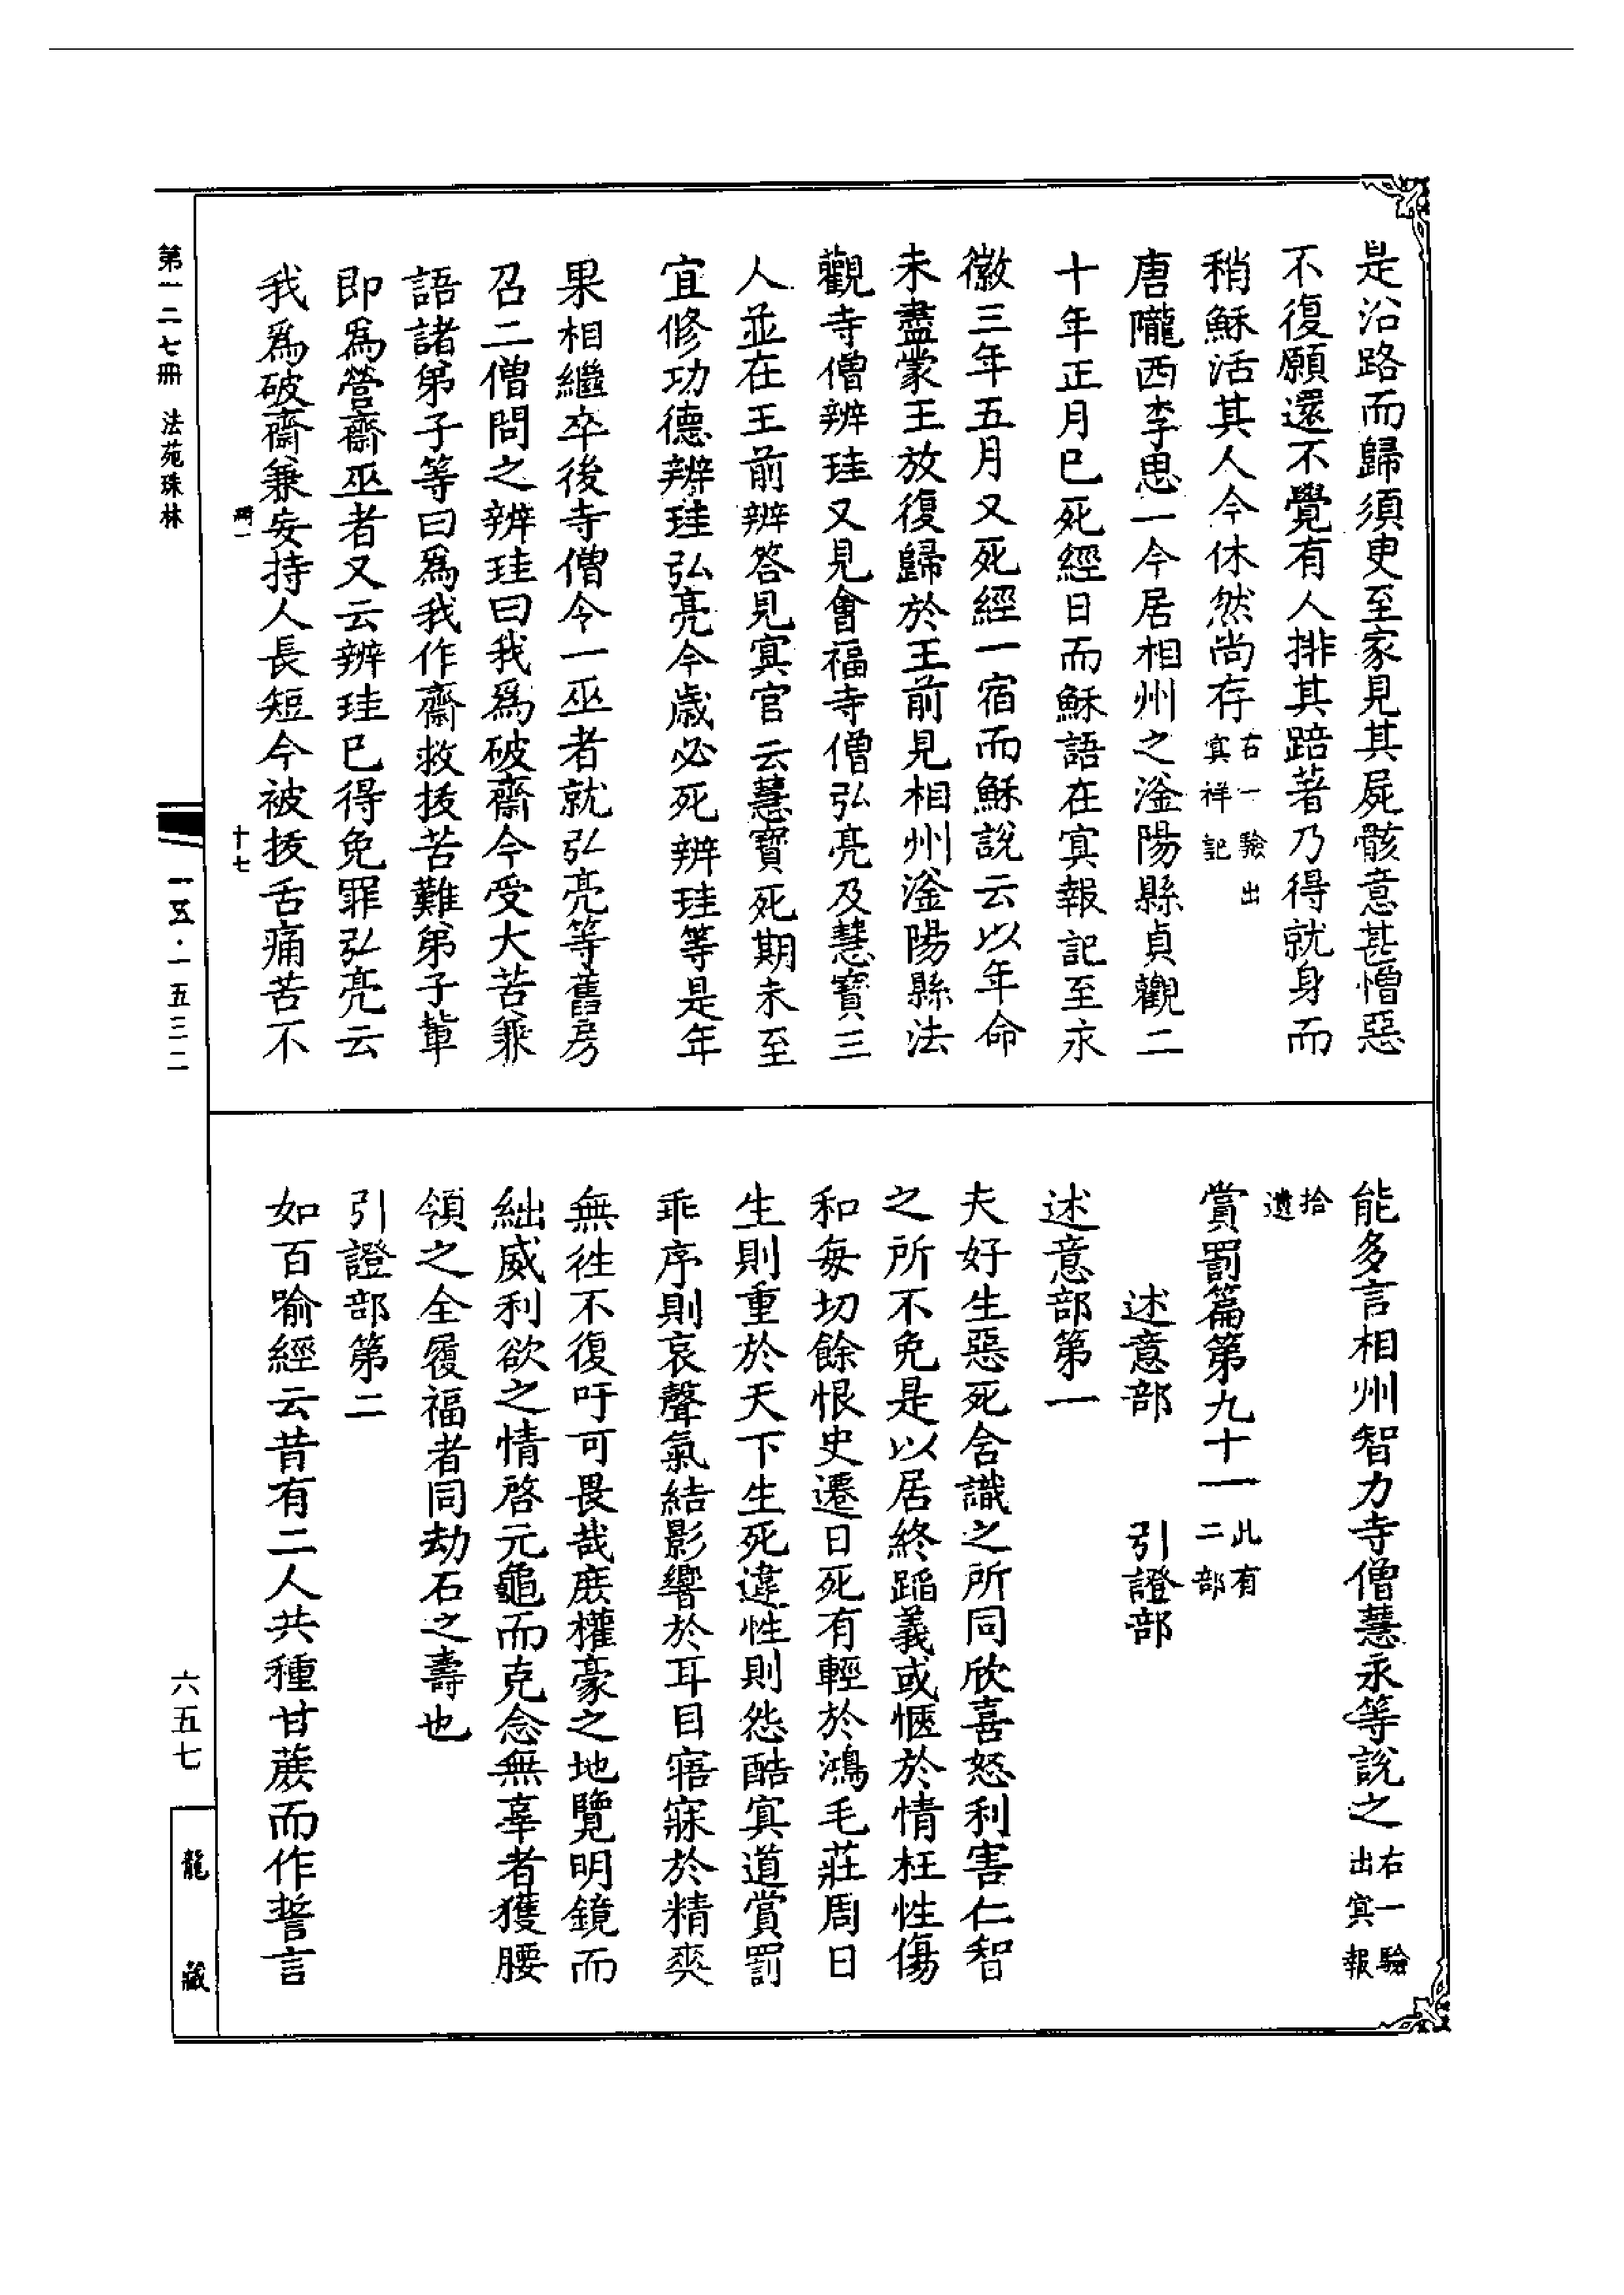 是沿路而歸須臾至家見其屍骸意甚憎惡
不復願還不覺有人排其踣著乃得就身而
稍穌活其人今休然尚存右一驗出冥祥記
唐隴西李思一今居相州之滏陽縣貞觀二
十年正月已死經日而穌語在冥報記至永
徽三年五月又死經一宿而穌說云以年命
未盡蒙王放復歸於王前見相州滏陽縣法
觀寺僧辨珪又見會福寺僧弘亮及慧寶三
人並在王前辨答見冥官云慧寶死期未至
宜修功德辨珪弘亮今歲必死辨珪等是年
果相繼卒後寺僧令一巫者就弘亮等舊房
召二僧問之辨珪曰我為破齋今受大苦兼
語諸弟子等曰為我作齋救拔苦難弟子輩
即為營齋巫者又云辨珪已得免罪弘亮云
我為破齋兼妄持人長短今被拔舌痛苦不
十七
能多言相州智力寺僧慧永等說之右一驗出冥報
拾遺
賞罰篇第九十一此有二部
述意部　引證部
述意部第一
夫好生惡死含識之所同欣喜怒利害仁智
之所不免是以居終蹈義或愜於情枉性傷
和每切餘恨史遷曰死有輕於鴻毛莊周曰
生則重於天下生死違性則怨酷冥道賞罰
乖序則哀聲氣結影響於耳目寤寐於精爽
無往不復吁可畏哉庶權豪之地覽明鏡而
絀威利欲之情啓元龜而克念無辜者獲腰
領之全履福者同劫石之壽也
引證部第二
如百喻經云昔有二人共種甘蔗而作誓言
第一二七冊　法苑珠林
一五·一五三二
六五七
龍藏